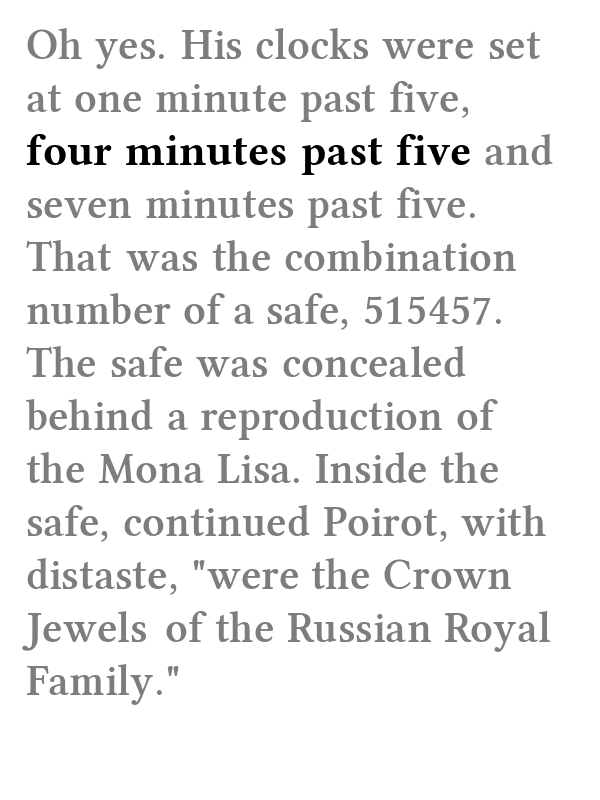 Oh yes. His clocks were set
at one minute past five,
four minutes past five and
seven minutes past five.
That was the combination
number of a safe, 515457.
The safe was concealed
behind a reproduction of
the Mona Lisa. Inside the
safe, continued Poirot, with
distaste, "were the Crown
Jewels of the Russian Royal
Family."